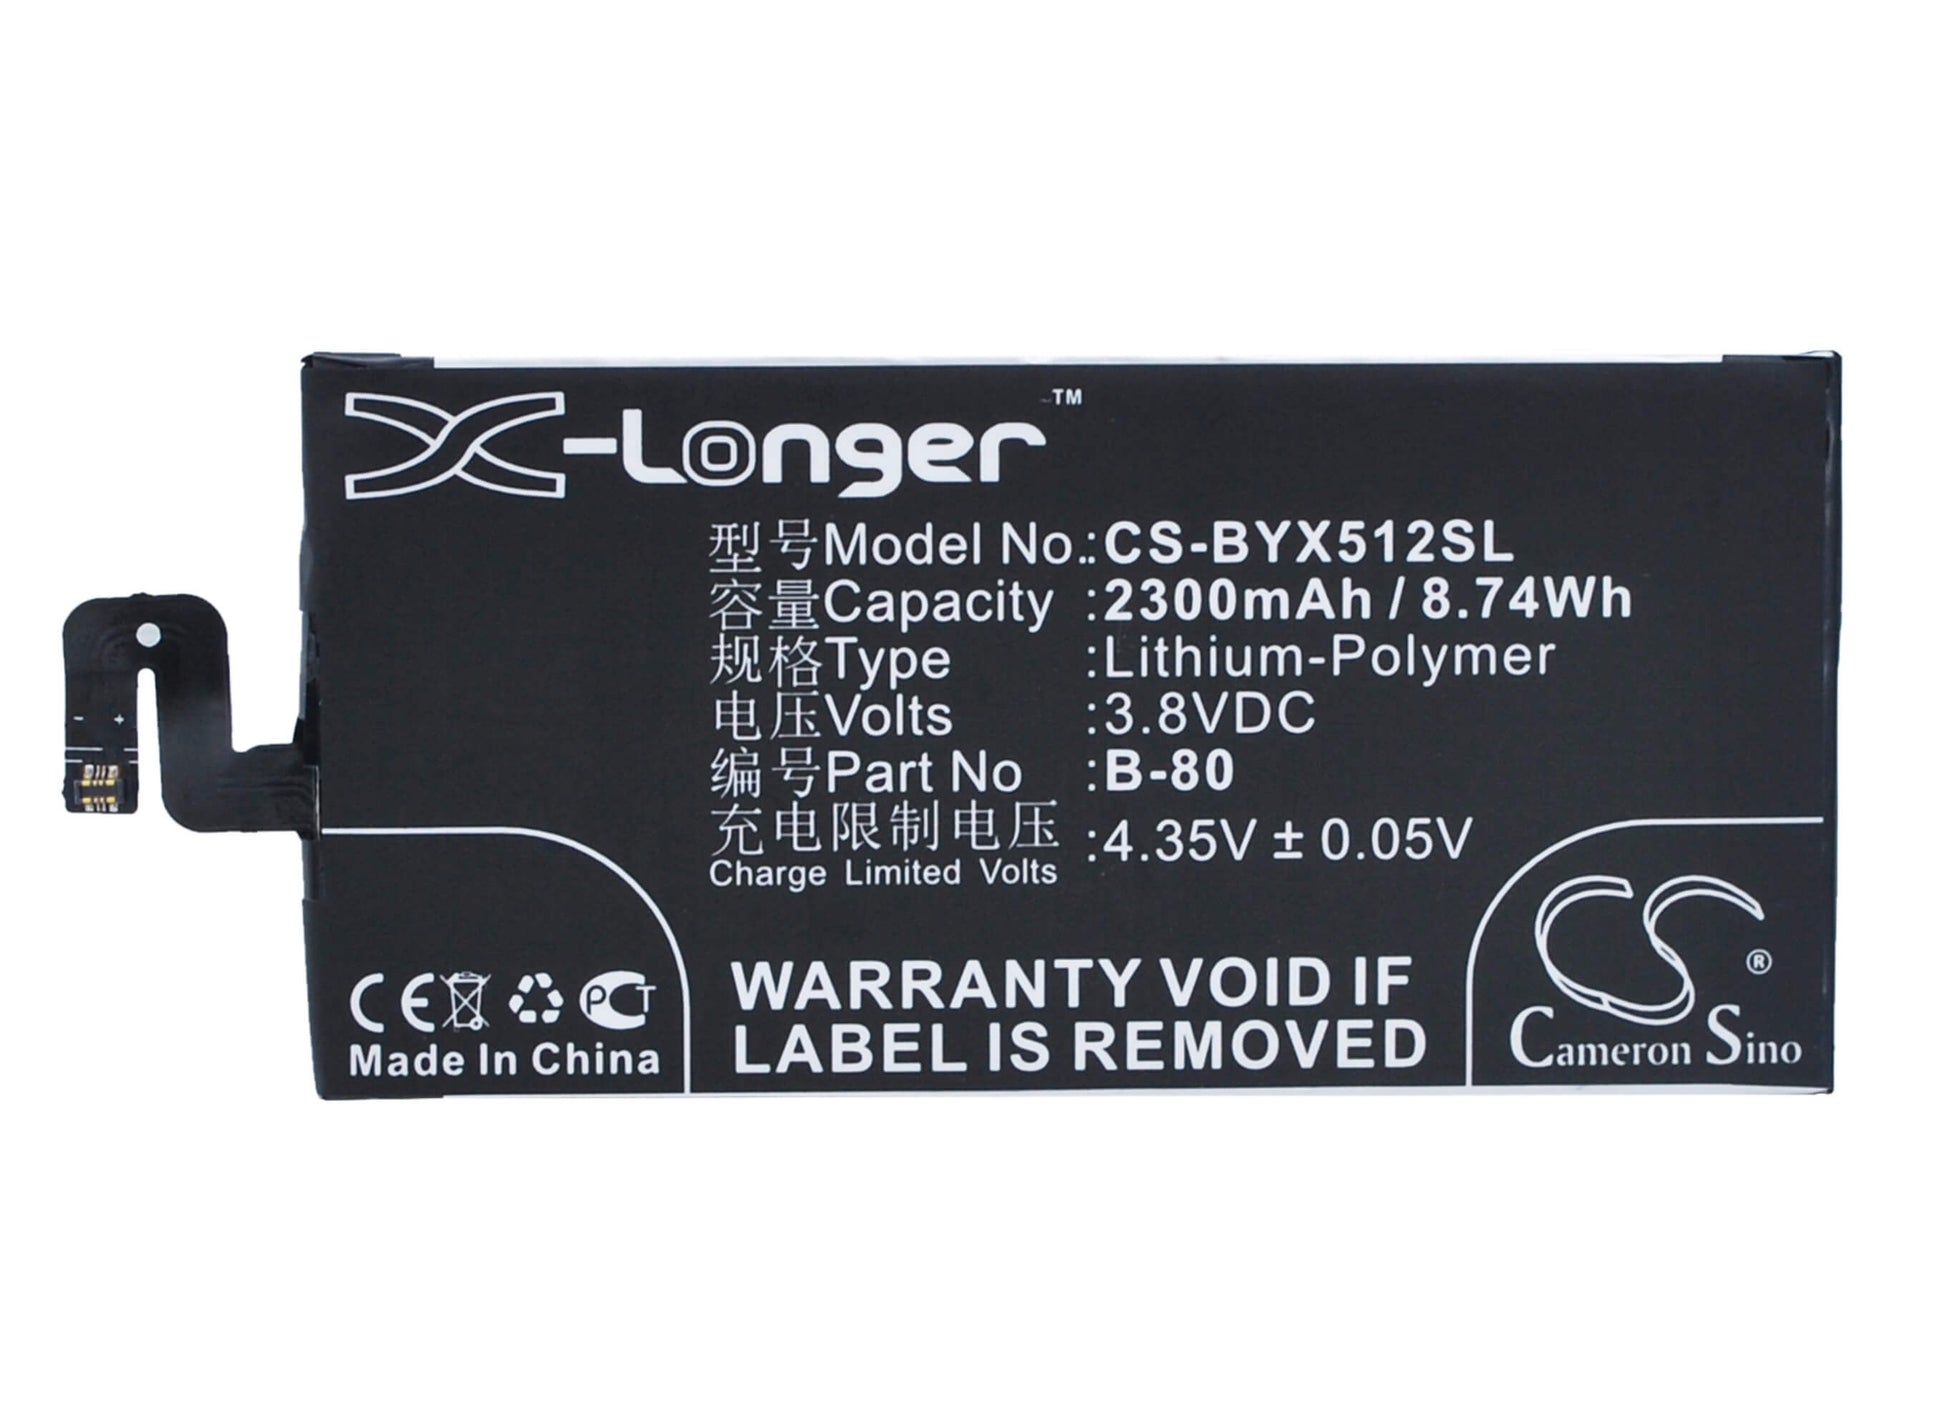 X-Longer™
型号Model No.:CS-BYX512SL
容量Capacity :2300mAh / 8.74Wh
规格Type :Lithium-Polymer
电压Volts :3.8VDC
编号Part No :B-80
充电限制电压 :4.35V ± 0.05V
Charge Limited Volts
WARRANTY VOID IF
LABEL IS REMOVED
CE PCT
Made In China
CS®
Cameron Sino
- +